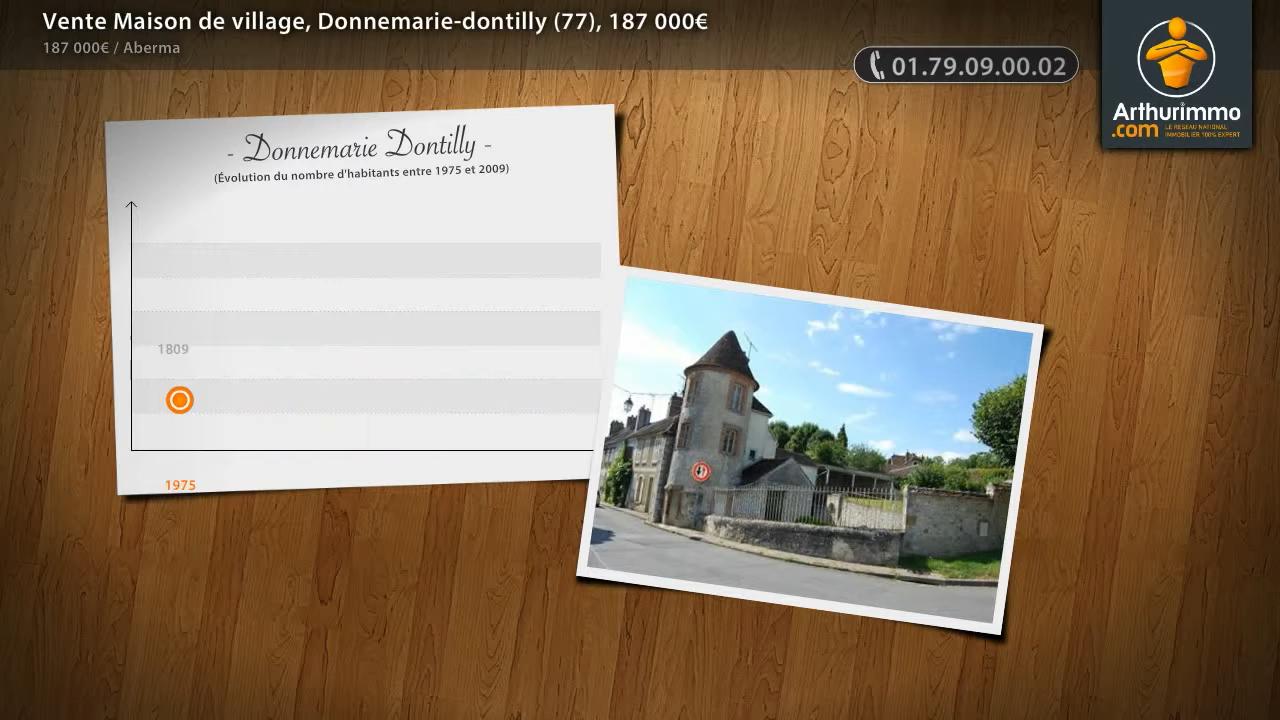 Vente Maison de village, Donnemarie-dontilly (77), 187 000€
187 000€ / Aberma
01.79.09.00.02
Arthurimmo
.com LE RESEAU NATIONAL
IMMOBILIER 100% EXPERT
- Donnemarie Dontilly -
(Évolution du nombre d'habitants entre 1975 et 2009)
1809
1975